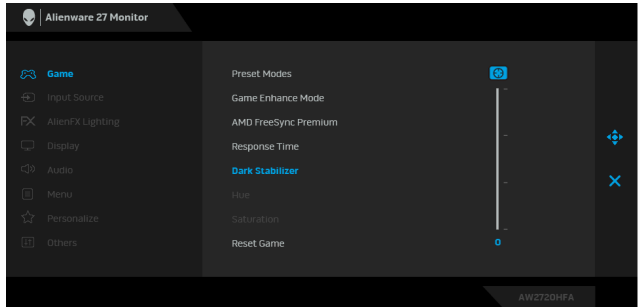 Alienware 27 Monitor
Game
Input Source
AlienFX Lighting
Display
Audio
Menu
Personalize
Others
Preset Modes
Game Enhance Mode
AMD FreeSync Premium
Response Time
Dark Stabilizer
Hue
Saturation
Reset Game
0
AW2720HFA